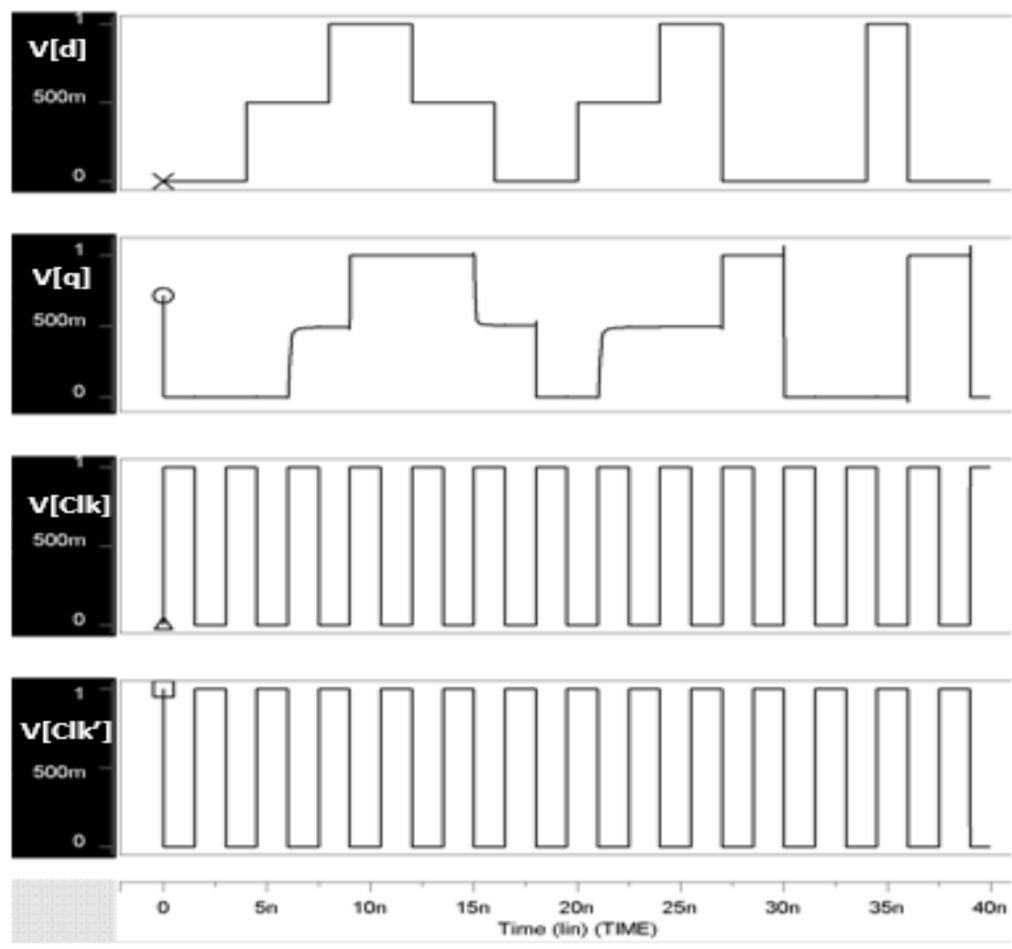 1
V[d]
500m
0
1
V[q]
500m
0
1
V[Clk]
500m
0
1
V[Clk’]
500m
0
0 5n 10n 15n 20n 25n 30n 35n 40n
Time (lin) (TIME)